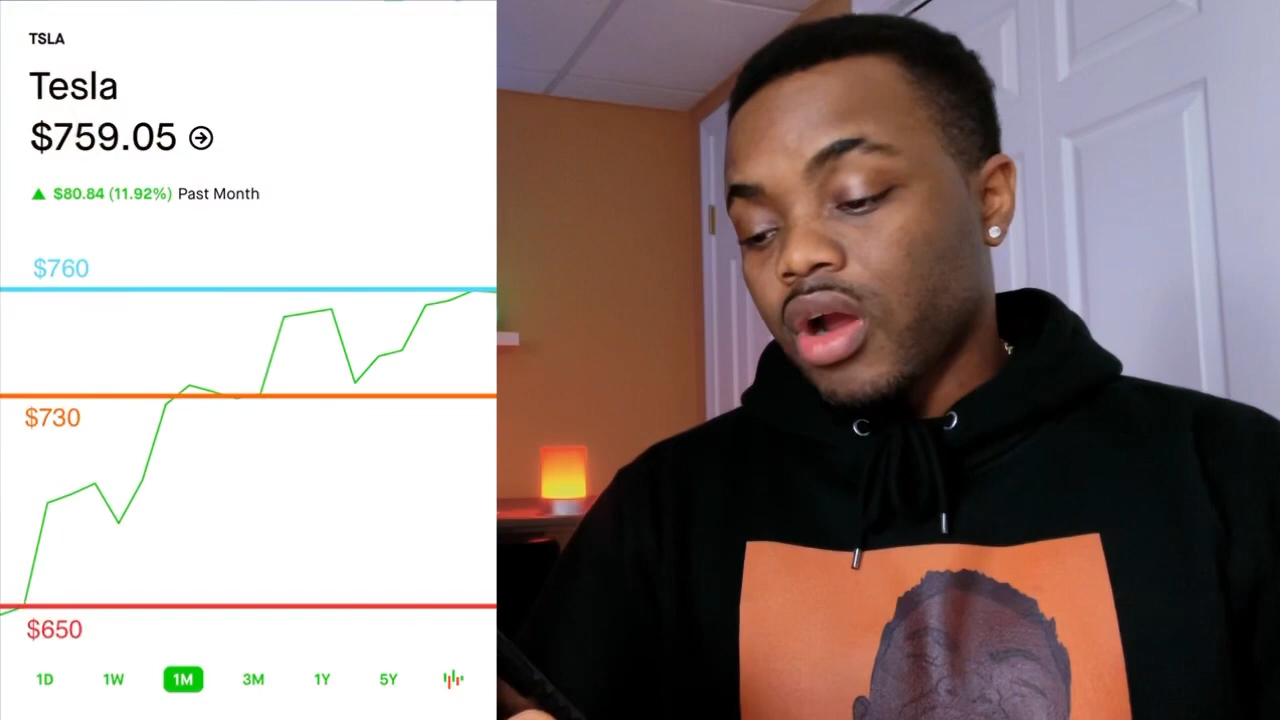 TSLA
Tesla
$759.05
▲ $80.84 (11.92%) Past Month
$760
$730
$650
1D 1W 1M 3M 1Y 5Y